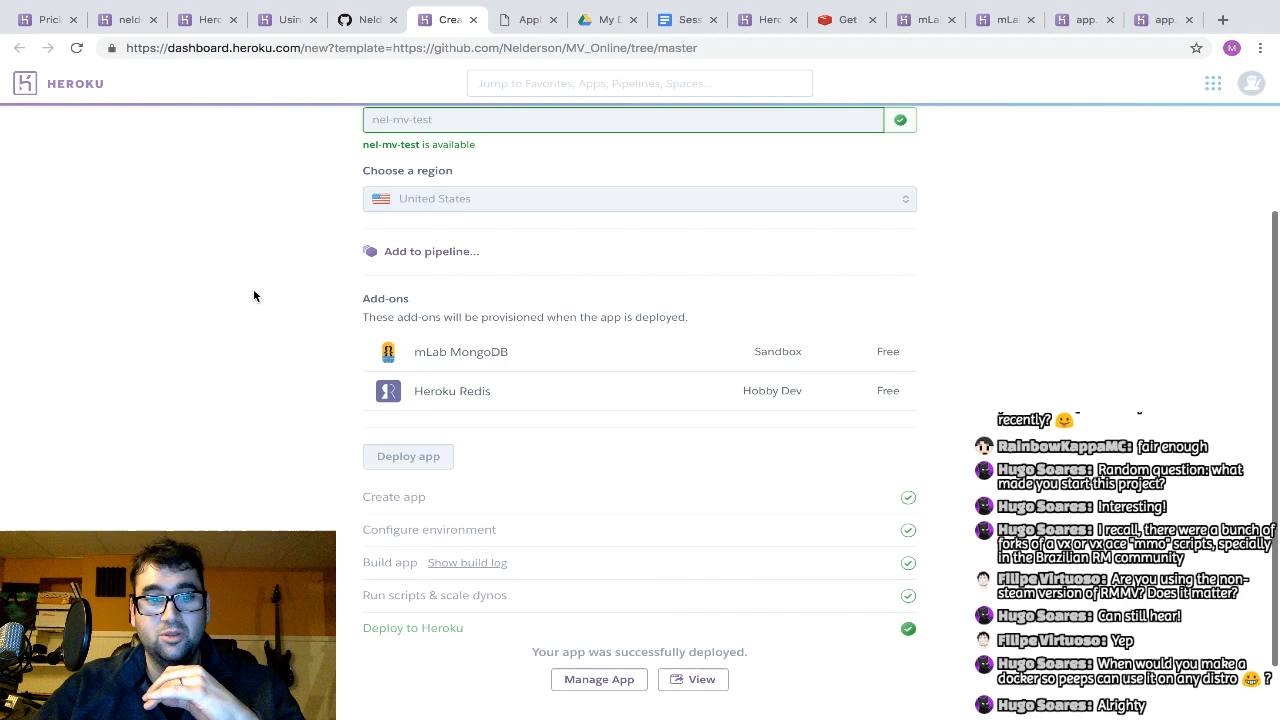 Prici
neld
Hero
Usin
Neld
Crea
Appl
My D
Sess
Hero
Get
mLa
mLa
app.
app.
https://dashboard.heroku.com/new?template=https://github.com/Nelderson/MV_Online/tree/master
M
HEROKU
Jump to Favorites, Apps, Pipelines, Spaces...
nel-mv-test
nel-mv-test is available
Choose a region
United States
Add to pipeline...
Add-ons
These add-ons will be provisioned when the app is deployed.
mLab MongoDB Sandbox Free
Heroku Redis Hobby Dev Free
Deploy app
Create app
Configure environment
Build app Show build log
Run scripts & scale dynos
Deploy to Heroku
Your app was successfully deployed.
Manage App View
recently?
RainbowKappaMC: fair enough
Hugo Soares: Random question: what
made you start this project?
Hugo Soares: Interesting!
Hugo Soares: I recall, there were a bunch of
forks of a vx or vx ace "mmo" scripts, specially
in the Brazilian RM community
Filipe Virtuoso: Are you using the non-
steam version of RMMV? Does it matter?
Hugo Soares: Can still hear!
Filipe Virtuoso: Yep
Hugo Soares: When would you make a
docker so peeps can use it on any distro ?
Hugo Soares: Alrighty